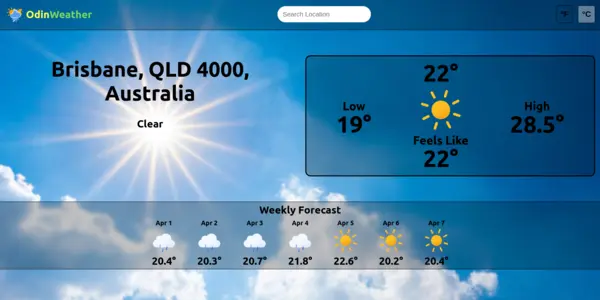 OdinWeather
Search Location
°F
°C
Brisbane, QLD 4000,
Australia
Clear
22°
Low
19°
High
28.5°
Feels Like
22°
Weekly Forecast
Apr 1 Apr 2 Apr 3 Apr 4 Apr 5 Apr 6 Apr 7
20.4° 20.3° 20.7° 21.8° 22.6° 20.2° 20.4°